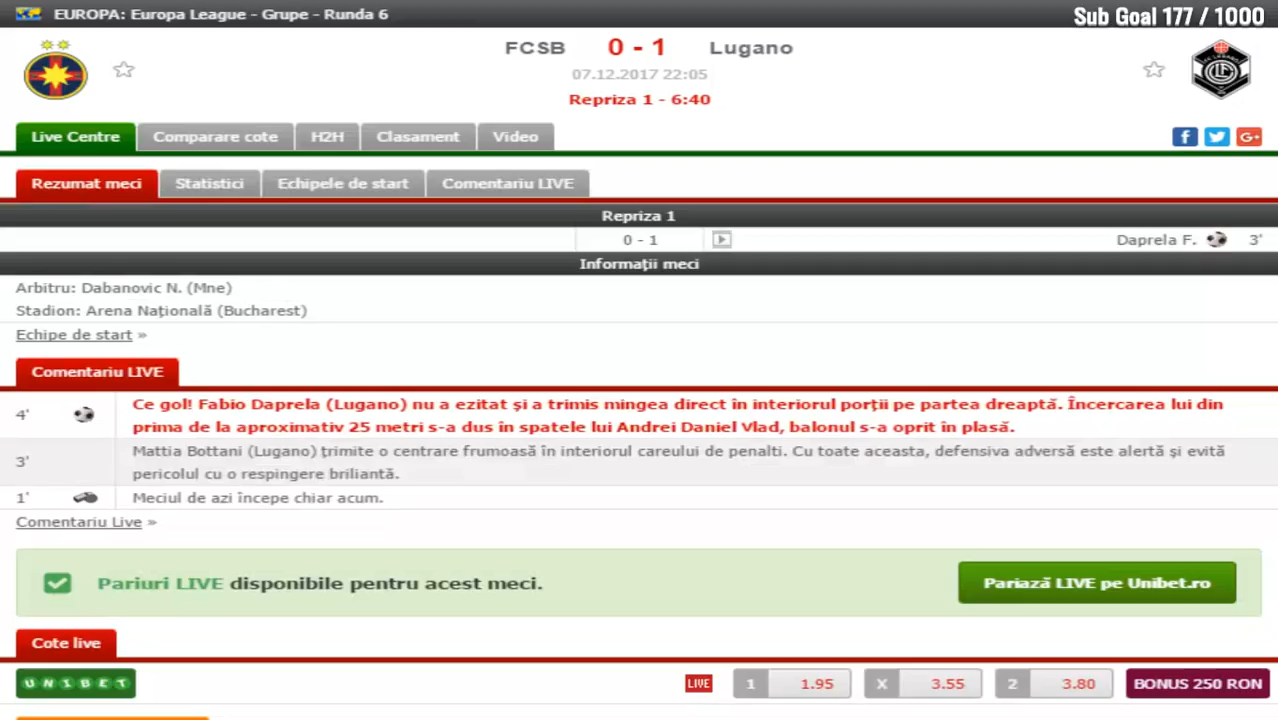 EUROPA: Europa League - Grupe - Runda 6
Sub Goal 177 / 1000
FCSB 0 - 1 Lugano
07.12.2017 22:05
Repriza 1 - 6:40
Live Centre Comparare cote H2H Clasament Video
Rezumat meci Statistici Echipele de start Comentariu LIVE
Repriza 1
0 - 1 Daprela F. 3'
Informații meci
Arbitru: Dabanovic N. (Mne)
Stadion: Arena Națională (Bucharest)
Echipe de start »
Comentariu LIVE
4' Ce gol! Fabio Daprela (Lugano) nu a ezitat și a trimis mingea direct în interiorul porții pe partea dreaptă. Încercarea lui din
prima de la aproximativ 25 metri s-a dus în spatele lui Andrei Daniel Vlad, balonul s-a oprit în plasă.
3' Mattia Bottani (Lugano) trimite o centrare frumoasă în interiorul careului de penalti. Cu toate aceasta, defensiva adversă este alertă și evită
pericolul cu o respingere briliantă.
1' Meciul de azi începe chiar acum.
Comentariu Live »
Pariuri LIVE disponibile pentru acest meci.
Pariază LIVE pe Unibet.ro
Cote live
UNIBET LIVE 1 1.95 X 3.55 2 3.80 BONUS 250 RON